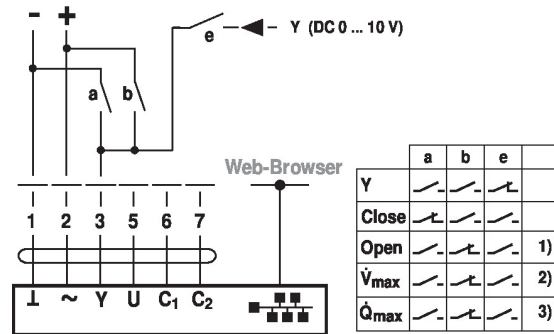 - +
e Y (DC 0 ... 10 V)
a b
Web-Browser
1 2 3 5 6 7
⊥ ~ Y U C1 C2
a b e
Y
Close
Open 1)
V̇max 2)
Q̇max 3)